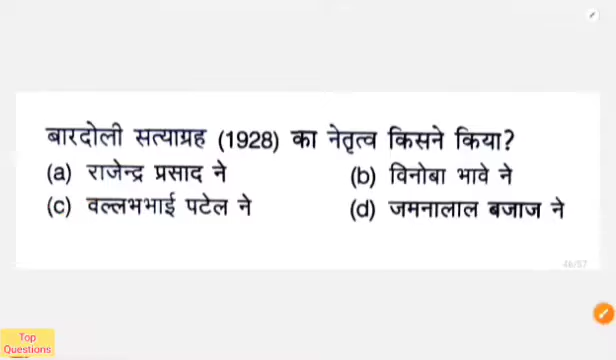 बारदोली सत्याग्रह (1928) का नेतृत्व किसने किया?
(a) राजेन्द्र प्रसाद ने (b) विनोबा भावे ने
(c) वल्लभभाई पटेल ने (d) जमनालाल बजाज ने
46/57
Top
Questions